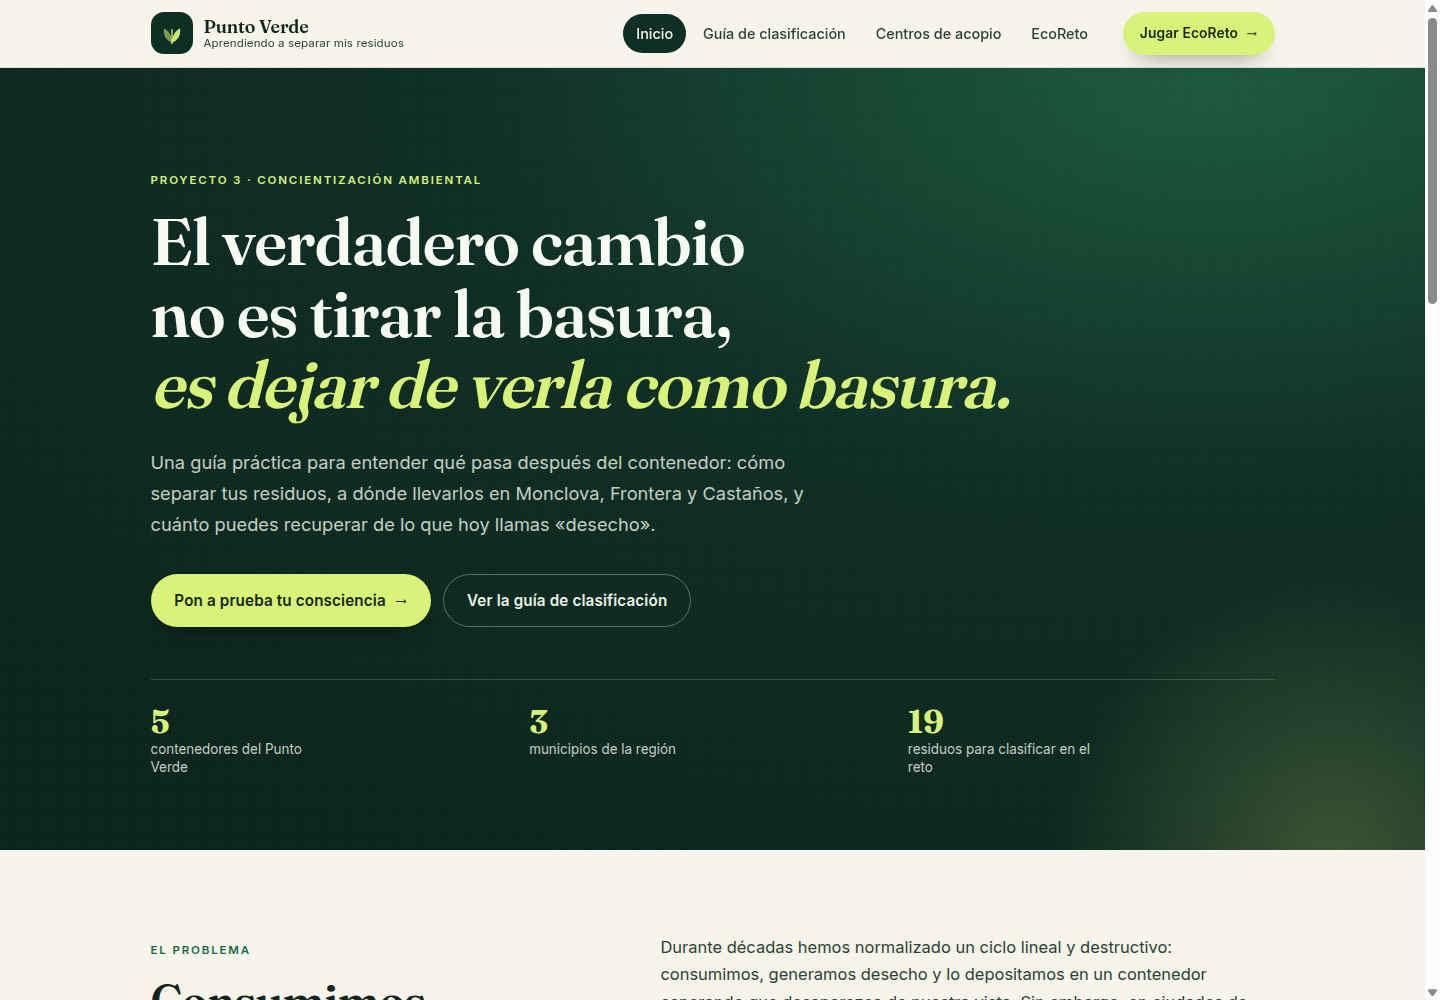 Punto Verde
Aprendiendo a separar mis residuos
Inicio
Guía de clasificación
Centros de acopio
EcoReto
Jugar EcoReto →
PROYECTO 3 · CONCIENTIZACIÓN AMBIENTAL
El verdadero cambio
no es tirar la basura,
es dejar de verla como basura.
Una guía práctica para entender qué pasa después del contenedor: cómo
separar tus residuos, a dónde llevarlos en Monclova, Frontera y Castaños, y
cuánto puedes recuperar de lo que hoy llamas «desecho».
Pon a prueba tu consciencia →
Ver la guía de clasificación
5
contenedores del Punto
Verde
3
municipios de la región
19
residuos para clasificar en el
reto
EL PROBLEMA
Consumimos
Durante décadas hemos normalizado un ciclo lineal y destructivo:
consumimos, generamos desecho y lo depositamos en un contenedor